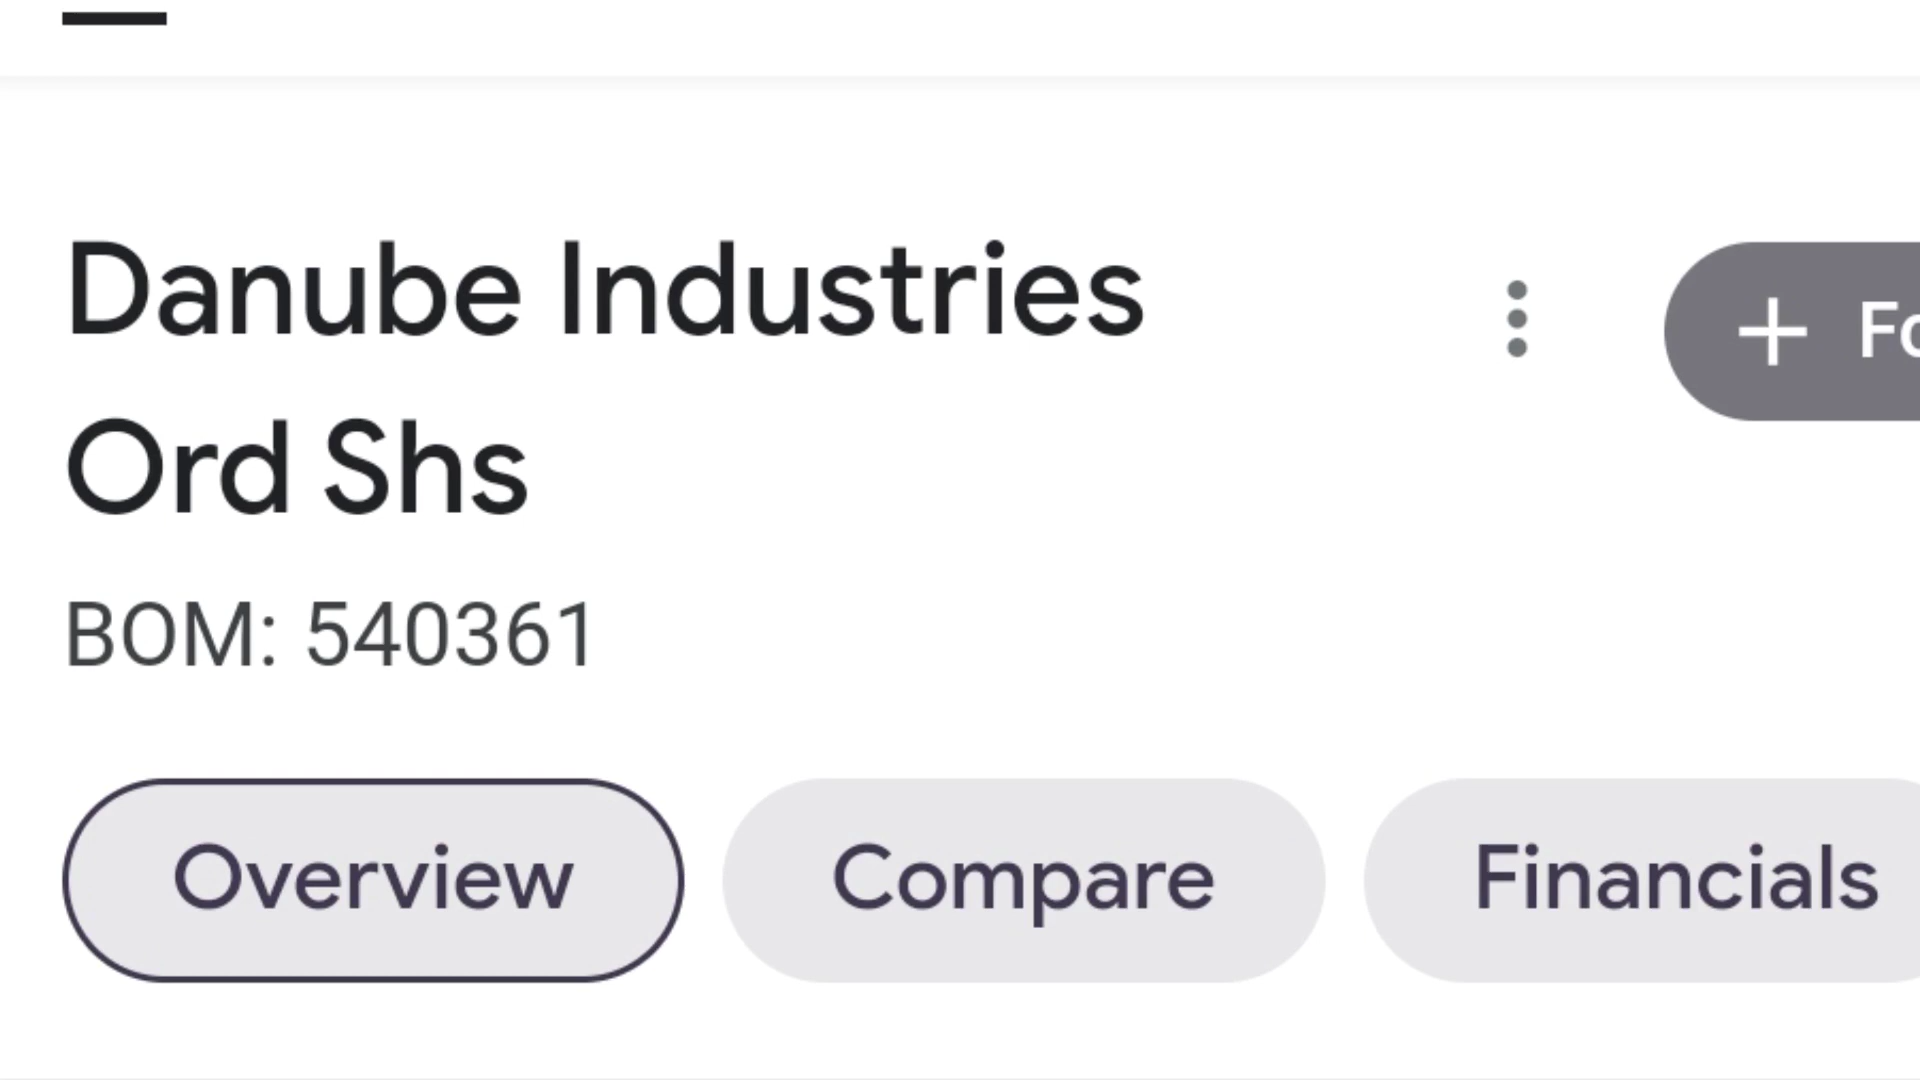 Danube Industries
Ord Shs
BOM: 540361
Overview
Compare
Financials